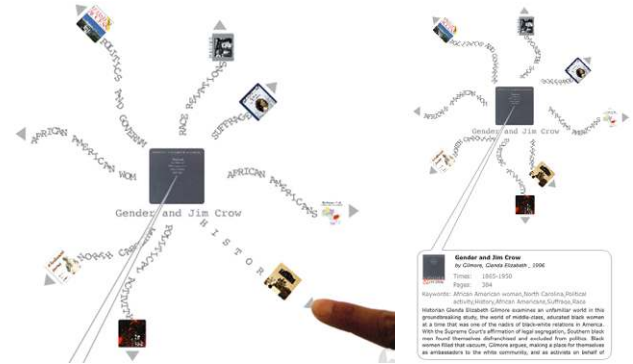 POLITICS AND GOVERNM
RACE RELATIONS
SUFFRAGE
AFRICAN AMERICAN WOM
AFRICAN AMERICANS
Gender and Jim Crow
HISTOR
NORTH CAR
POLITICAL ACTIVITY
Gender and Jim Crow
Gender and Jim Crow
by Gilmore, Glenda Elizabeth , 1996
Times: 1805-1950
Pages: 384
Keywords: African American women,North Carolina,Political
activity,History,African Americans,Suffrage,Race
Historian Glenda Elizabeth Gilmore examines an unfamiliar world in this
groundbreaking study, the world of middle-class, educated black women
at a time that was one of the nadirs of black-white relations in America.
With the Supreme Court's affirmation of legal segregation, Southern black
men found themselves disfranchised and excluded from politics. Black
women filled that vacuum, Gilmore argues, making a place for themselves
as ambassadors to the white community, and as activists on behalf of